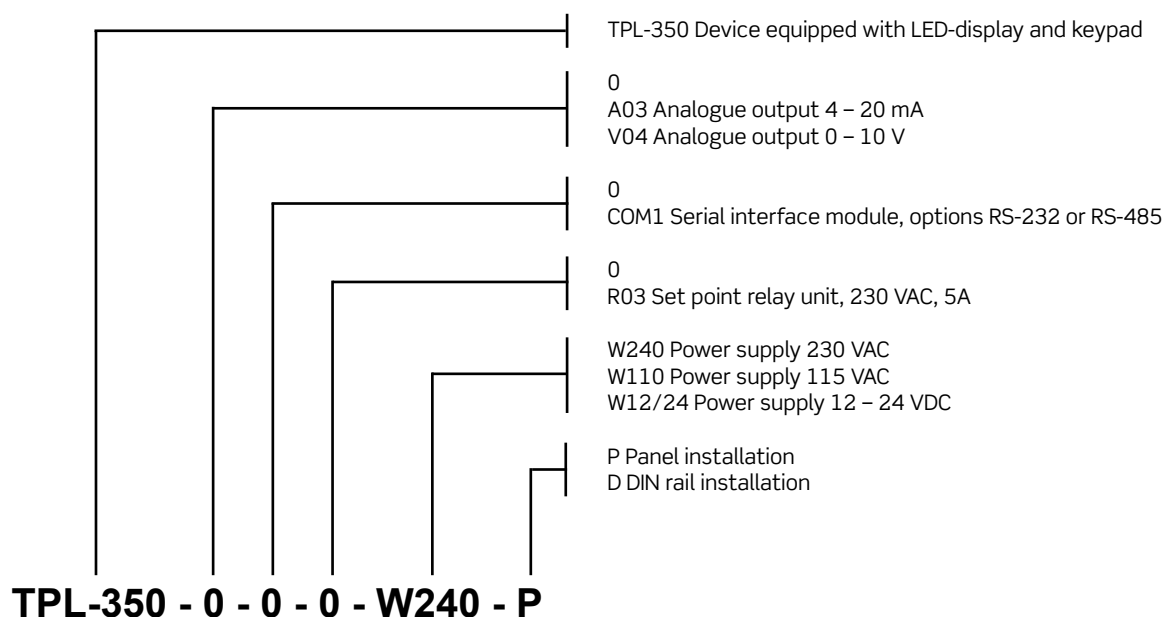 TPL-350 Device equipped with LED-display and keypad
0
A03 Analogue output 4 – 20 mA
V04 Analogue output 0 – 10 V
0
COM1 Serial interface module, options RS-232 or RS-485
0
R03 Set point relay unit, 230 VAC, 5A
W240 Power supply 230 VAC
W110 Power supply 115 VAC
W12/24 Power supply 12 – 24 VDC
P Panel installation
D DIN rail installation
TPL-350 - 0 - 0 - 0 - W240 - P